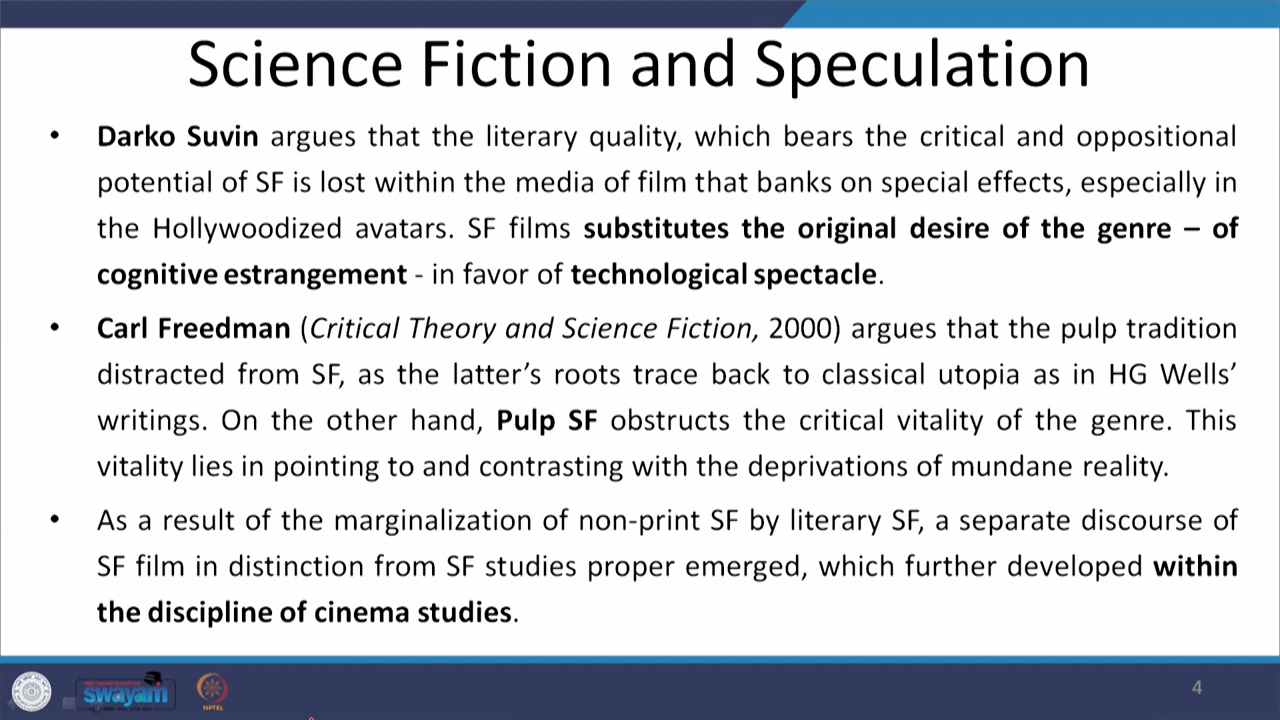 Science Fiction and Speculation
• Darko Suvin argues that the literary quality, which bears the critical and oppositional
potential of SF is lost within the media of film that banks on special effects, especially in
the Hollywoodized avatars. SF films substitutes the original desire of the genre – of
cognitive estrangement - in favor of technological spectacle.
• Carl Freedman (Critical Theory and Science Fiction, 2000) argues that the pulp tradition
distracted from SF, as the latter’s roots trace back to classical utopia as in HG Wells’
writings. On the other hand, Pulp SF obstructs the critical vitality of the genre. This
vitality lies in pointing to and contrasting with the deprivations of mundane reality.
• As a result of the marginalization of non-print SF by literary SF, a separate discourse of
SF film in distinction from SF studies proper emerged, which further developed within
the discipline of cinema studies.
swayam
NPTEL
4